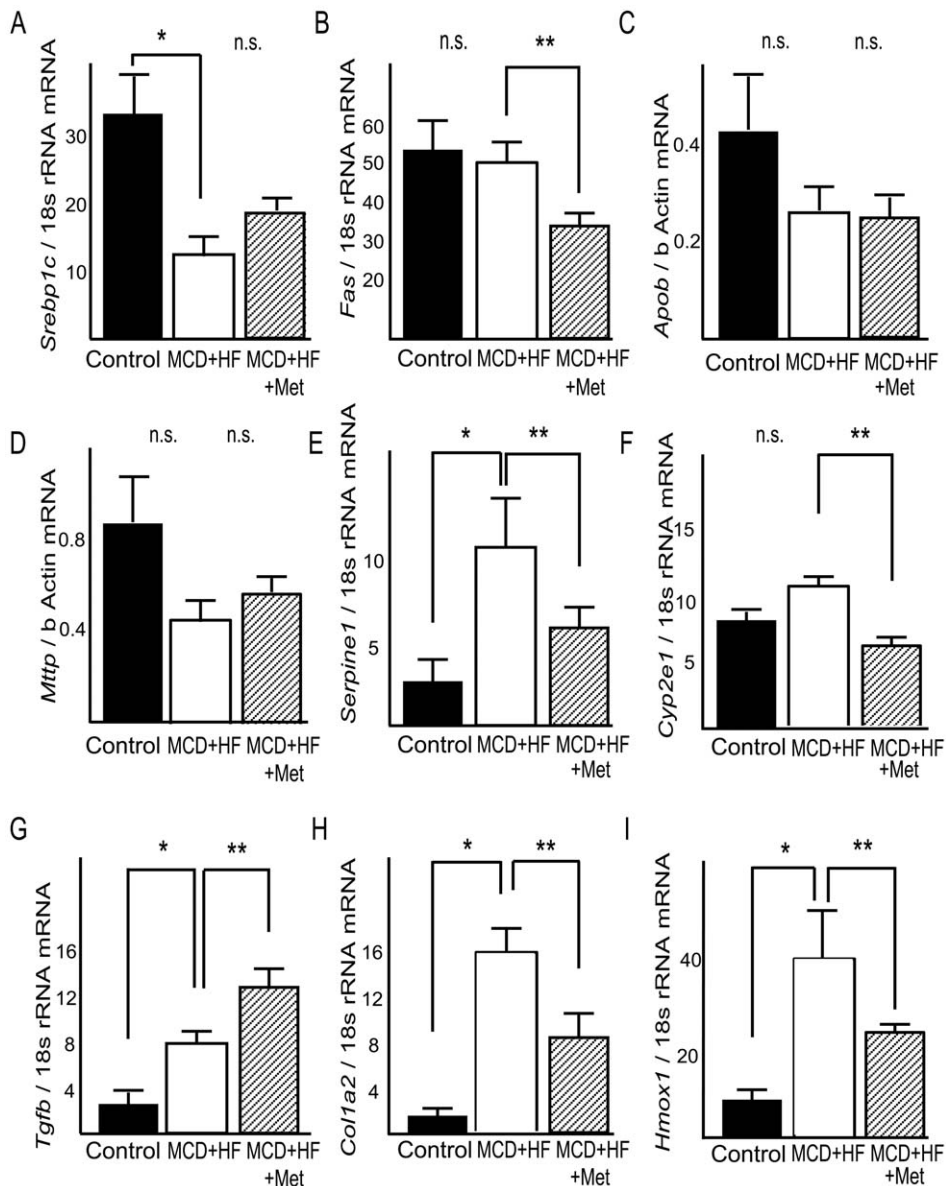 A
*
n.s.
Srebp1c / 18s rRNA mRNA
30
20
10
Control MCD+HF MCD+HF
+Met
B
n.s.
**
Fas / 18s rRNA mRNA
60
50
40
30
20
Control MCD+HF MCD+HF
+Met
C
n.s.
n.s.
Apob / b Actin mRNA
0.4
0.2
Control MCD+HF MCD+HF
+Met
D
n.s.
n.s.
Mttp / b Actin mRNA
0.8
0.4
Control MCD+HF MCD+HF
+Met
E
*
**
Serpine1 / 18s rRNA mRNA
10
5
Control MCD+HF MCD+HF
+Met
F
n.s.
**
Cyp2e1 / 18s rRNA mRNA
15
10
5
Control MCD+HF MCD+HF
+Met
G
*
**
Tgfb / 18s rRNA mRNA
16
12
8
4
Control MCD+HF MCD+HF
+Met
H
*
**
Col1a2 / 18s rRNA mRNA
16
12
8
4
Control MCD+HF MCD+HF
+Met
I
*
**
Hmox1 / 18s rRNA mRNA
40
20
Control MCD+HF MCD+HF
+Met